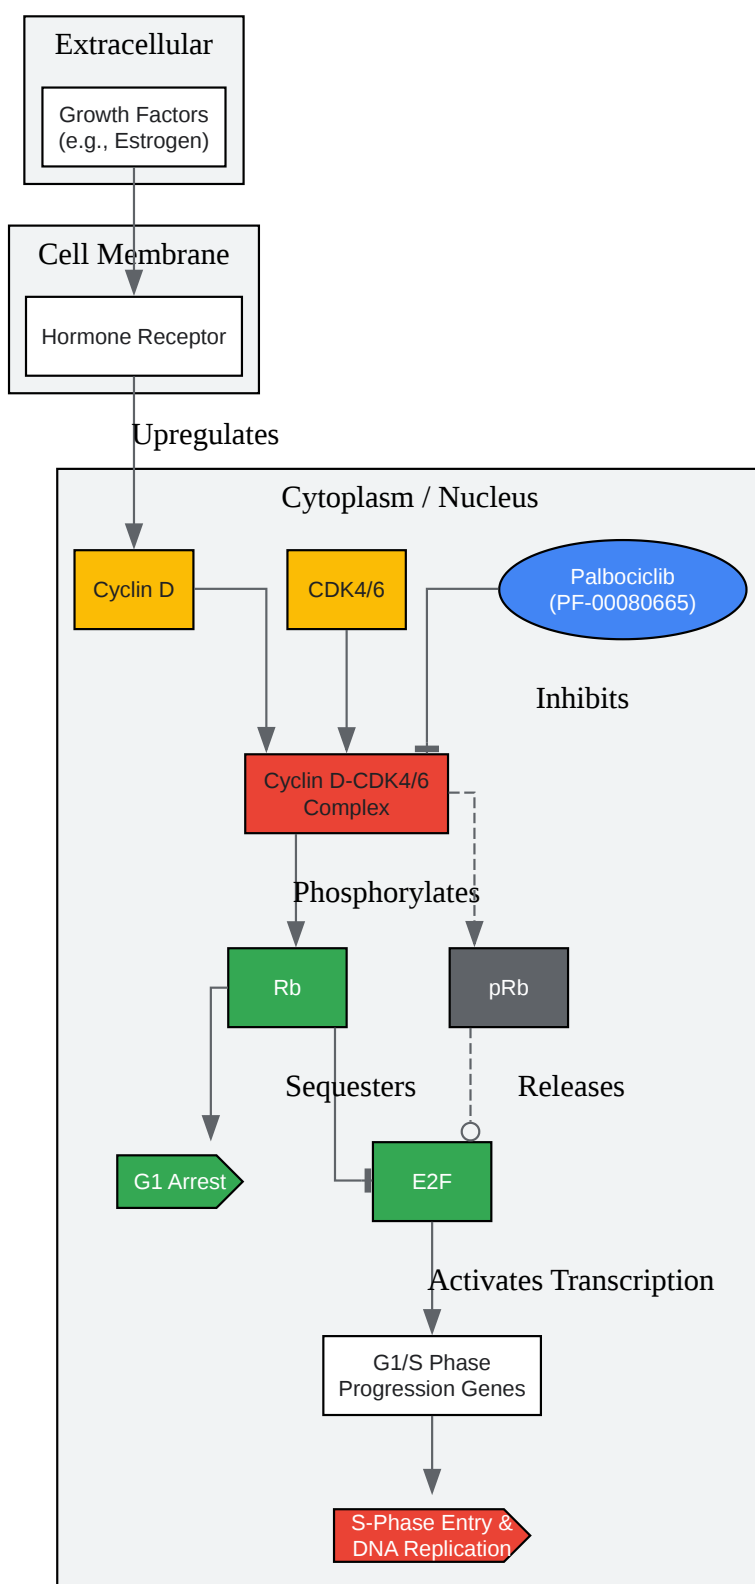 Extracellular
Growth Factors
(e.g., Estrogen)
Cell Membrane
Hormone Receptor
Upregulates
Cytoplasm / Nucleus
Cyclin D
CDK4/6
Palbociclib
(PF-00080665)
Inhibits
Cyclin D-CDK4/6
Complex
Phosphorylates
Rb
pRb
Sequesters
Releases
G1 Arrest
E2F
Activates Transcription
G1/S Phase
Progression Genes
S-Phase Entry &
DNA Replication